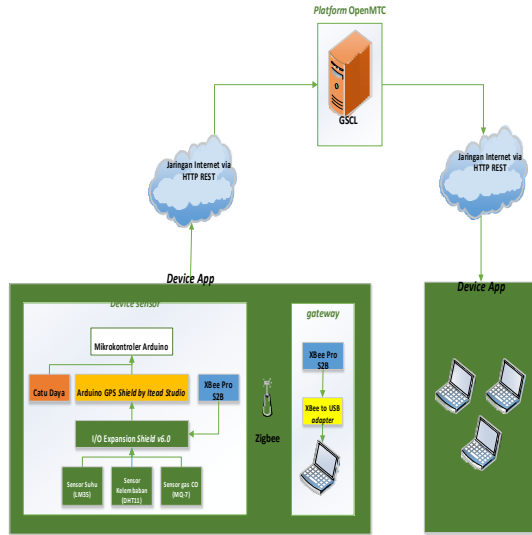 Platform OpenMTC
GSCL
Jaringan Internet via
HTTP REST
Jaringan Internet via
HTTP REST
Device App
Device sensor
Mikrokontroler Arduino
Catu Daya
Arduino GPS Shield by Itead Studio
XBee Pro
S2B
I/O Expansion Shield v6.0
Sensor Suhu
(LM35)
Sensor
Kelembaban
(DHT11)
Sensor gas CO
(MQ-7)
Zigbee
gateway
XBee Pro
S2B
XBee to USB
adapter
Device App